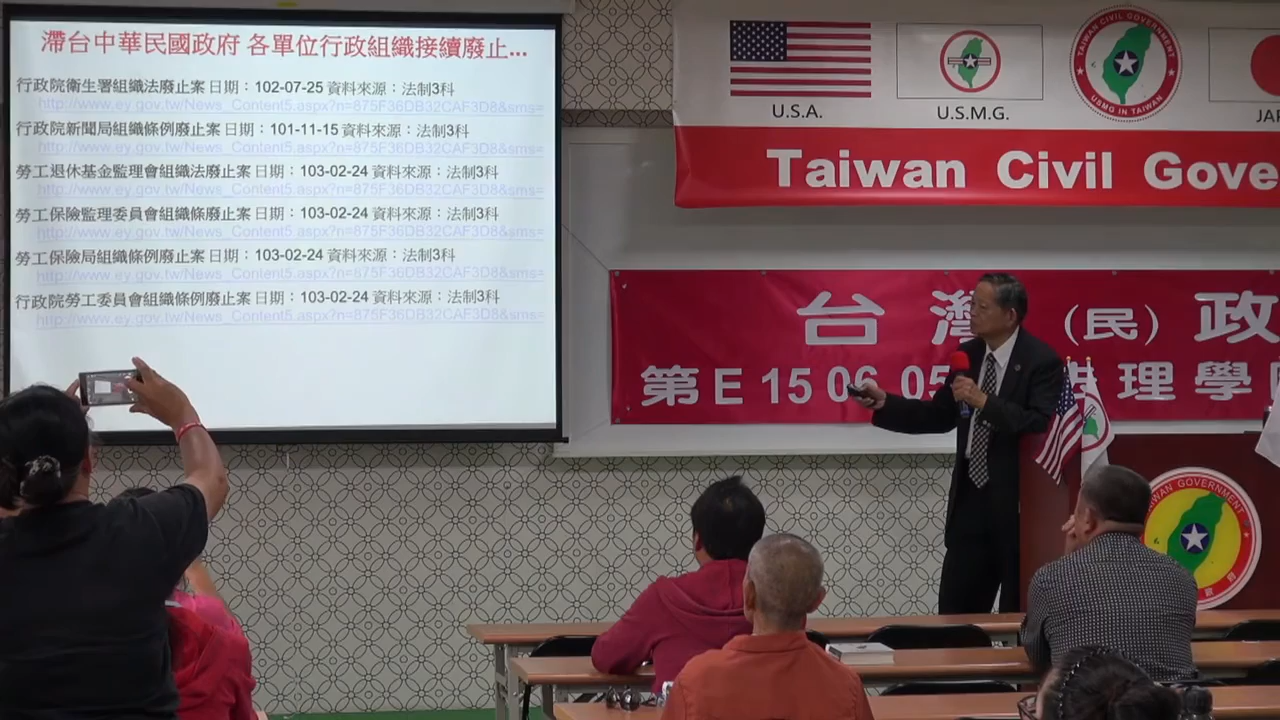 滯台中華民國政府 各單位行政組織接續廢止...
行政院衛生署組織法廢止案 日期：102-07-25 資料來源：法制3科
http://www.ey.gov.tw/News_Content5.aspx?n=875F36DB32CAF3D8&sms=
行政院新聞局組織條例廢止案 日期：101-11-15 資料來源：法制3科
http://www.ey.gov.tw/News_Content5.aspx?n=875F36DB32CAF3D8&sms=
勞工退休基金監理會組織法廢止案 日期：103-02-24 資料來源：法制3科
http://www.ey.gov.tw/News_Content5.aspx?n=875F36DB32CAF3D8&sms=
勞工保險監理委員會組織條廢止案 日期：103-02-24 資料來源：法制3科
http://www.ey.gov.tw/News_Content5.aspx?n=875F36DB32CAF3D8&sms=
勞工保險局組織條例廢止案 日期：103-02-24 資料來源：法制3科
http://www.ey.gov.tw/News_Content5.aspx?n=875F36DB32CAF3D8&sms=
行政院勞工委員會組織條例廢止案 日期：103-02-24 資料來源：法制3科
http://www.ey.gov.tw/News_Content5.aspx?n=875F36DB32CAF3D8&sms=
U.S.A.
U.S.M.G.
TAIWAN CIVIL GOVERNMENT
USMG IN TAIWAN
JAP
Taiwan Civil Gove
台灣（民）政
第E 15 06 05 理學
TAIWAN GOVERNMENT